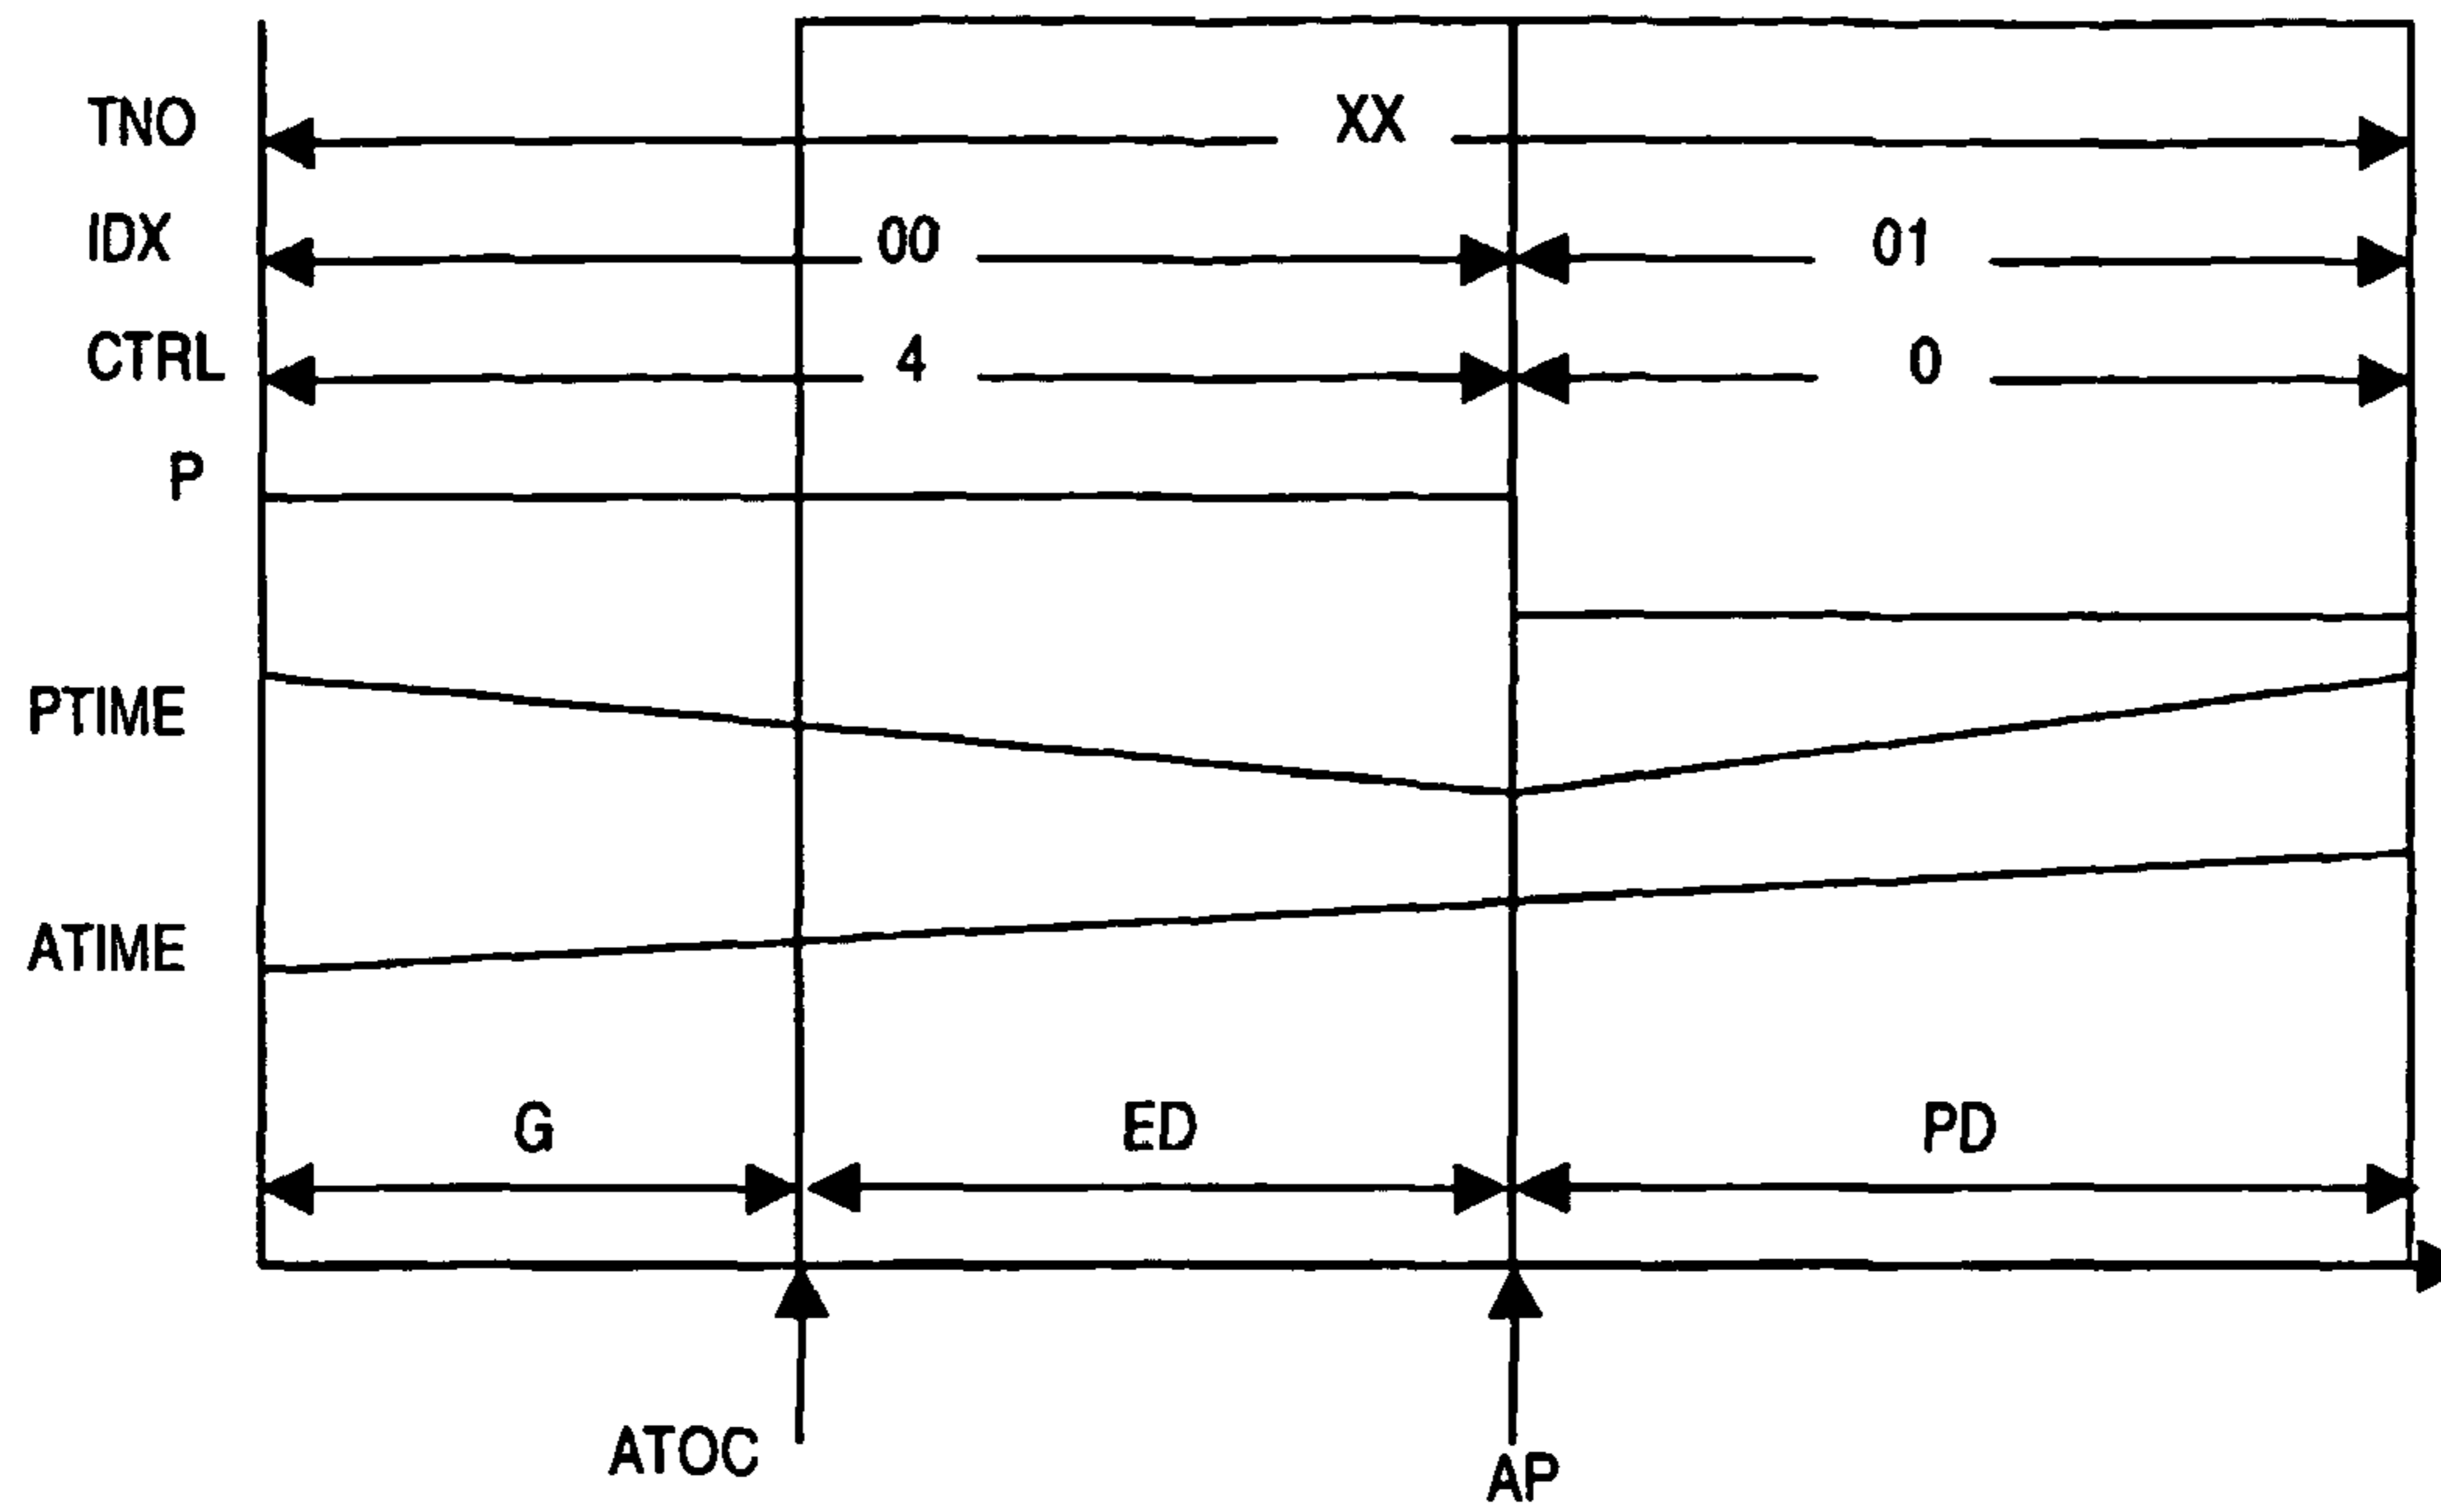 TNO XX
IDX 00 01
CTRL 4 0
P
PTIME
ATIME
G ED PD
ATOC
AP